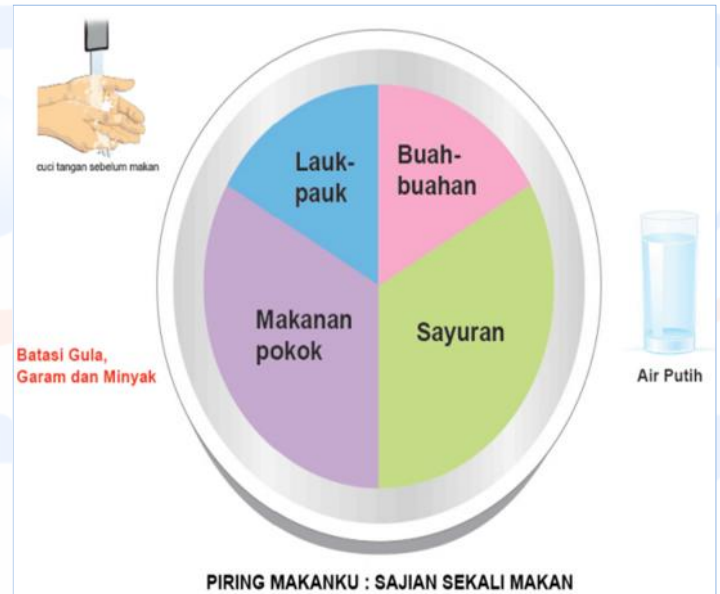 cuci tangan sebelum makan
Lauk-
pauk
Buah-
buahan
Makanan
pokok
Sayuran
Batasi Gula,
Garam dan Minyak
Air Putih
PIRING MAKANKU : SAJIAN SEKALI MAKAN